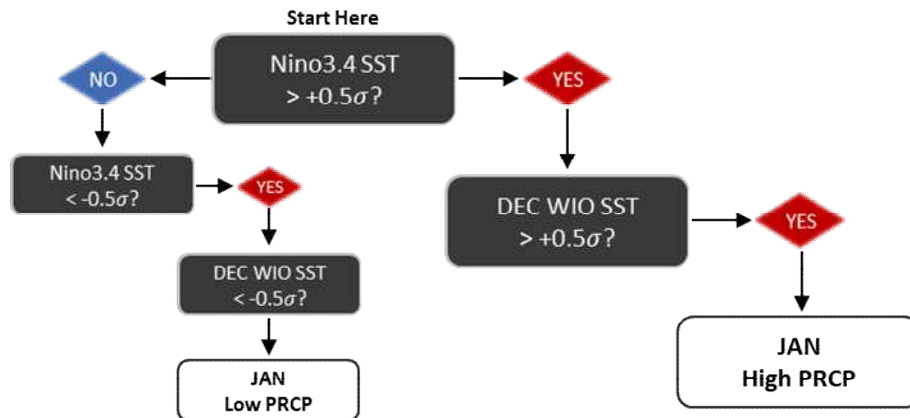 Start Here
Nino3.4 SST
> +0.5σ?
NO
YES
Nino3.4 SST
< -0.5σ?
YES
DEC WIO SST
> +0.5σ?
YES
DEC WIO SST
< -0.5σ?
JAN
High PRCP
JAN
Low PRCP